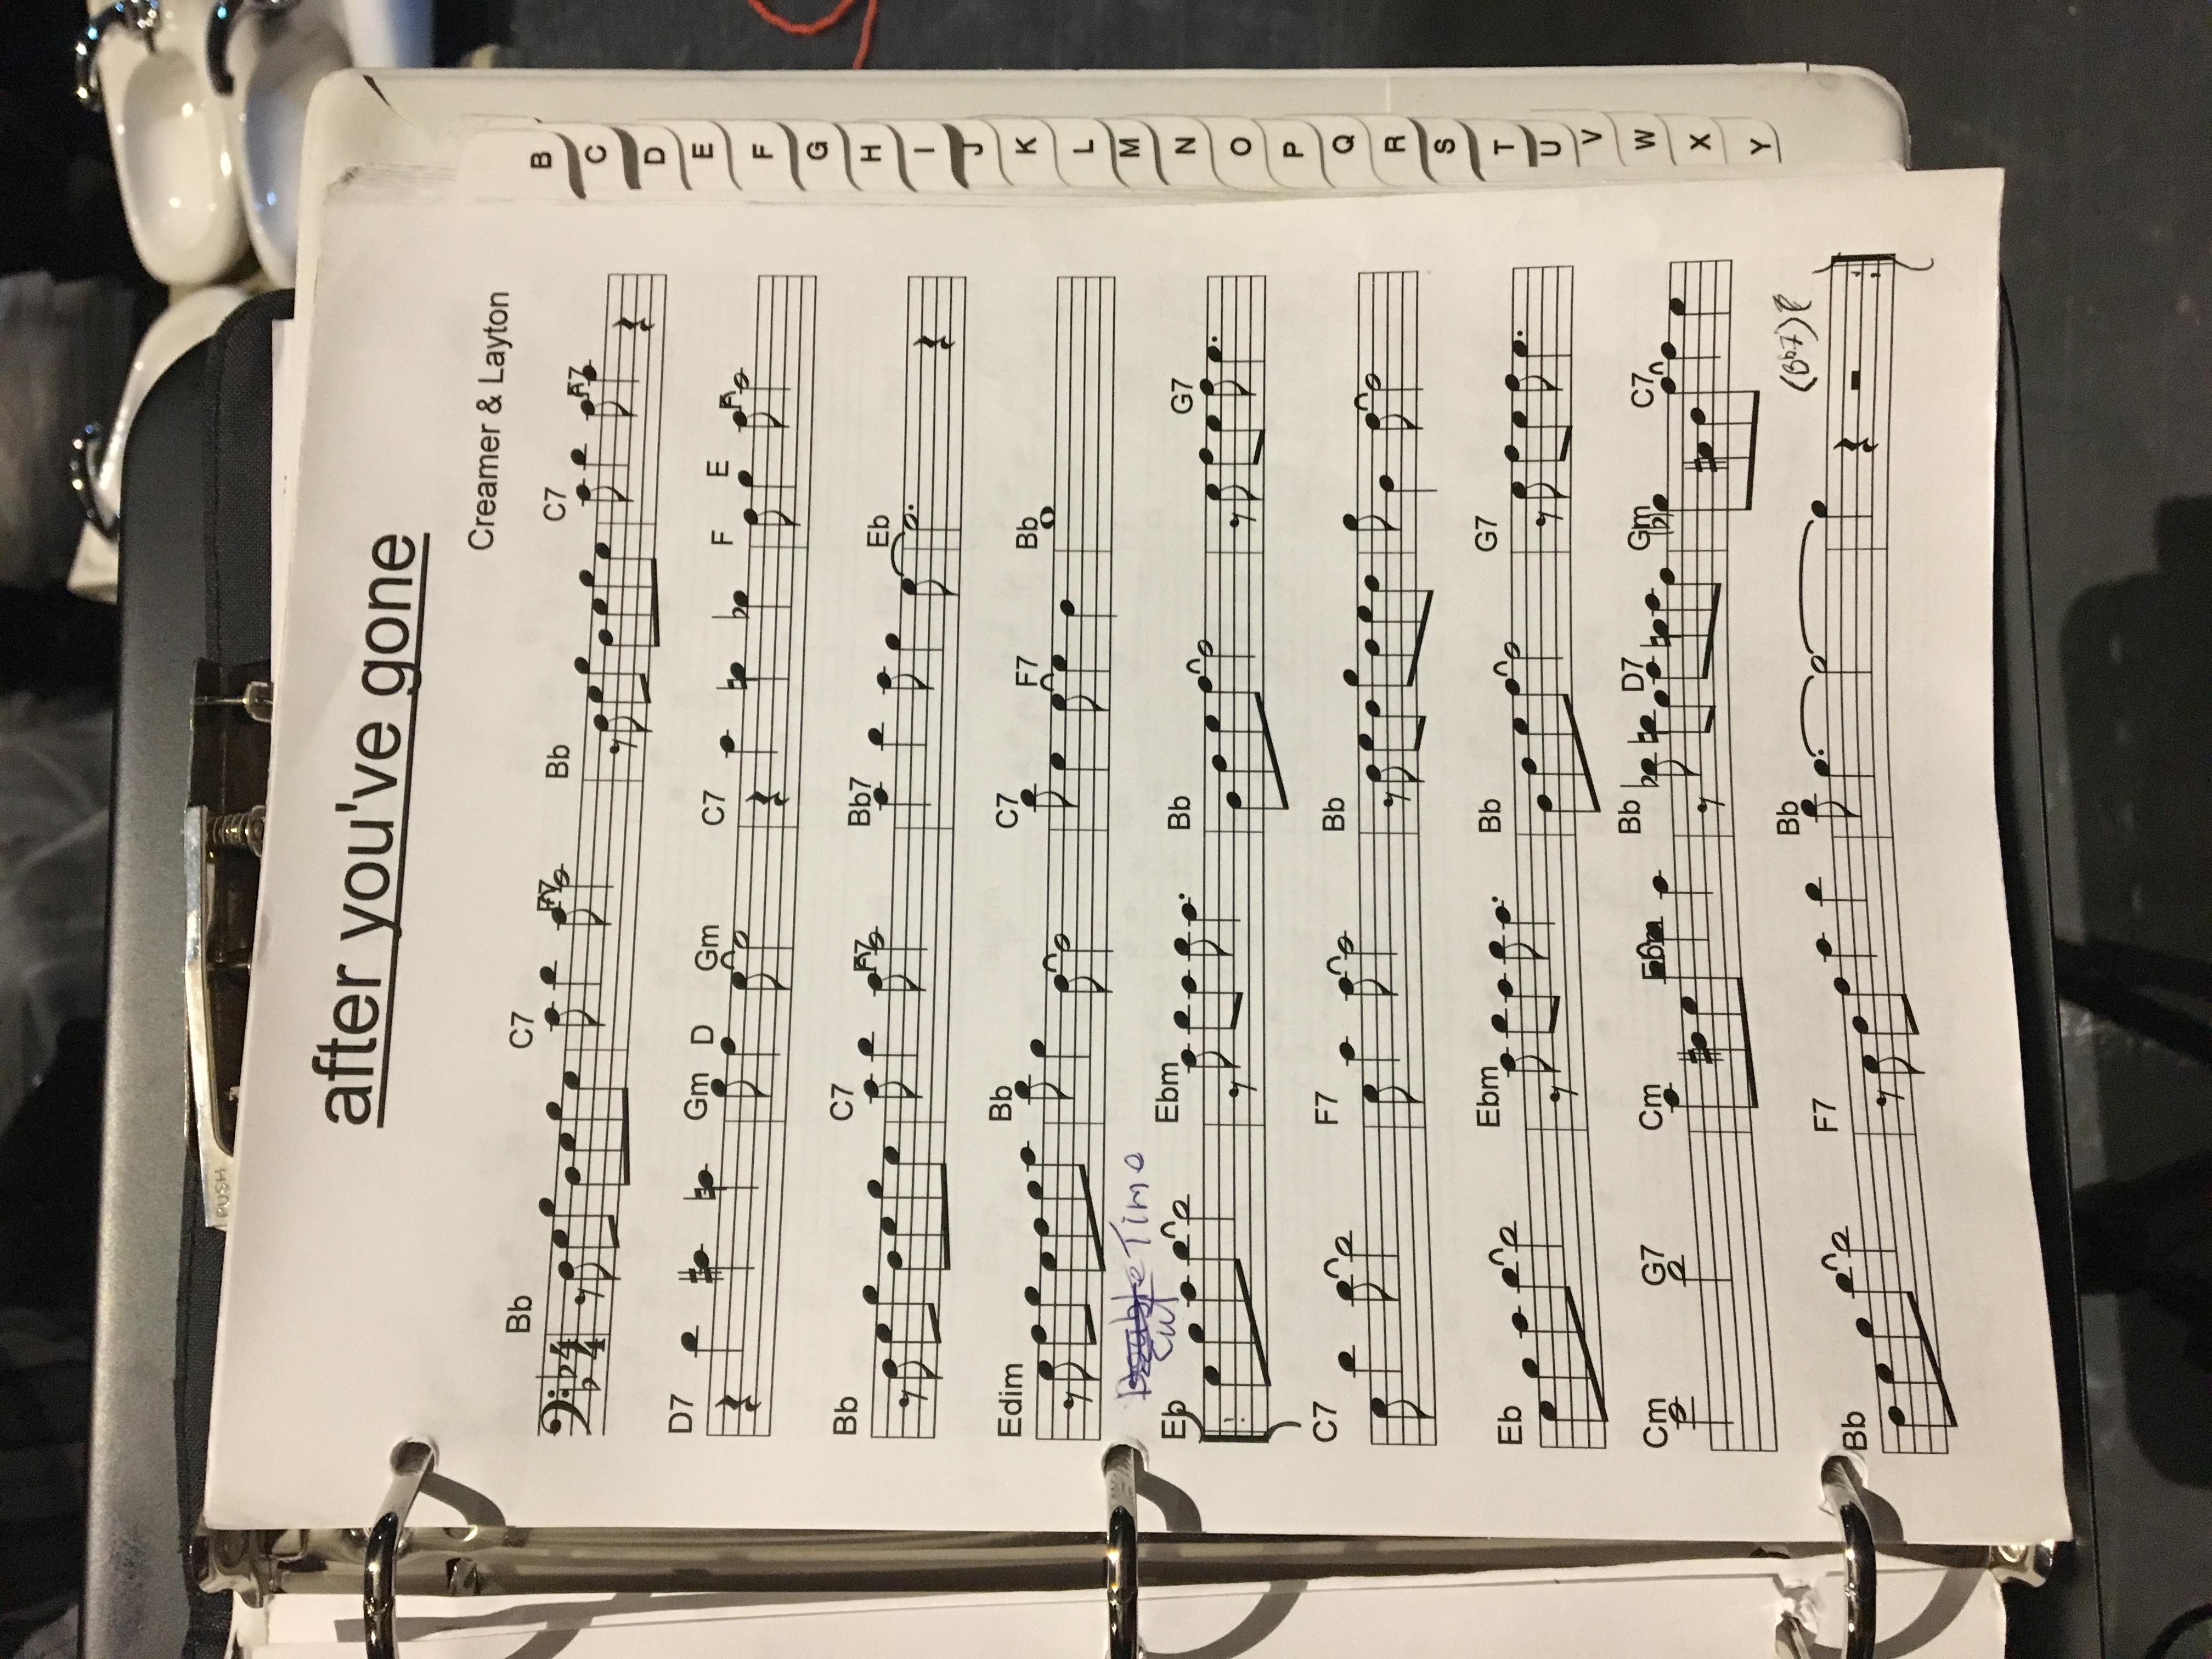 PUSH
after you've gone
Creamer & Layton
Bb C7 F7 Bb C7 F7
D7 Gm D Gm C7 F E F
Bb C7 F7 Bb7 Eb
Edim Bb C7 F7 Bb
Double Time
Cut
Eb Ebm Bb G7
C7 F7 Bb
Eb Ebm Bb G7
Cm G7 Cm Ebm Bb D7 Gm C7
Bb F7 Bb (Bb7)
B
C
D
E
F
G
H
I
J
K
L
M
N
O
P
Q
R
S
T
U
V
W
X
Y